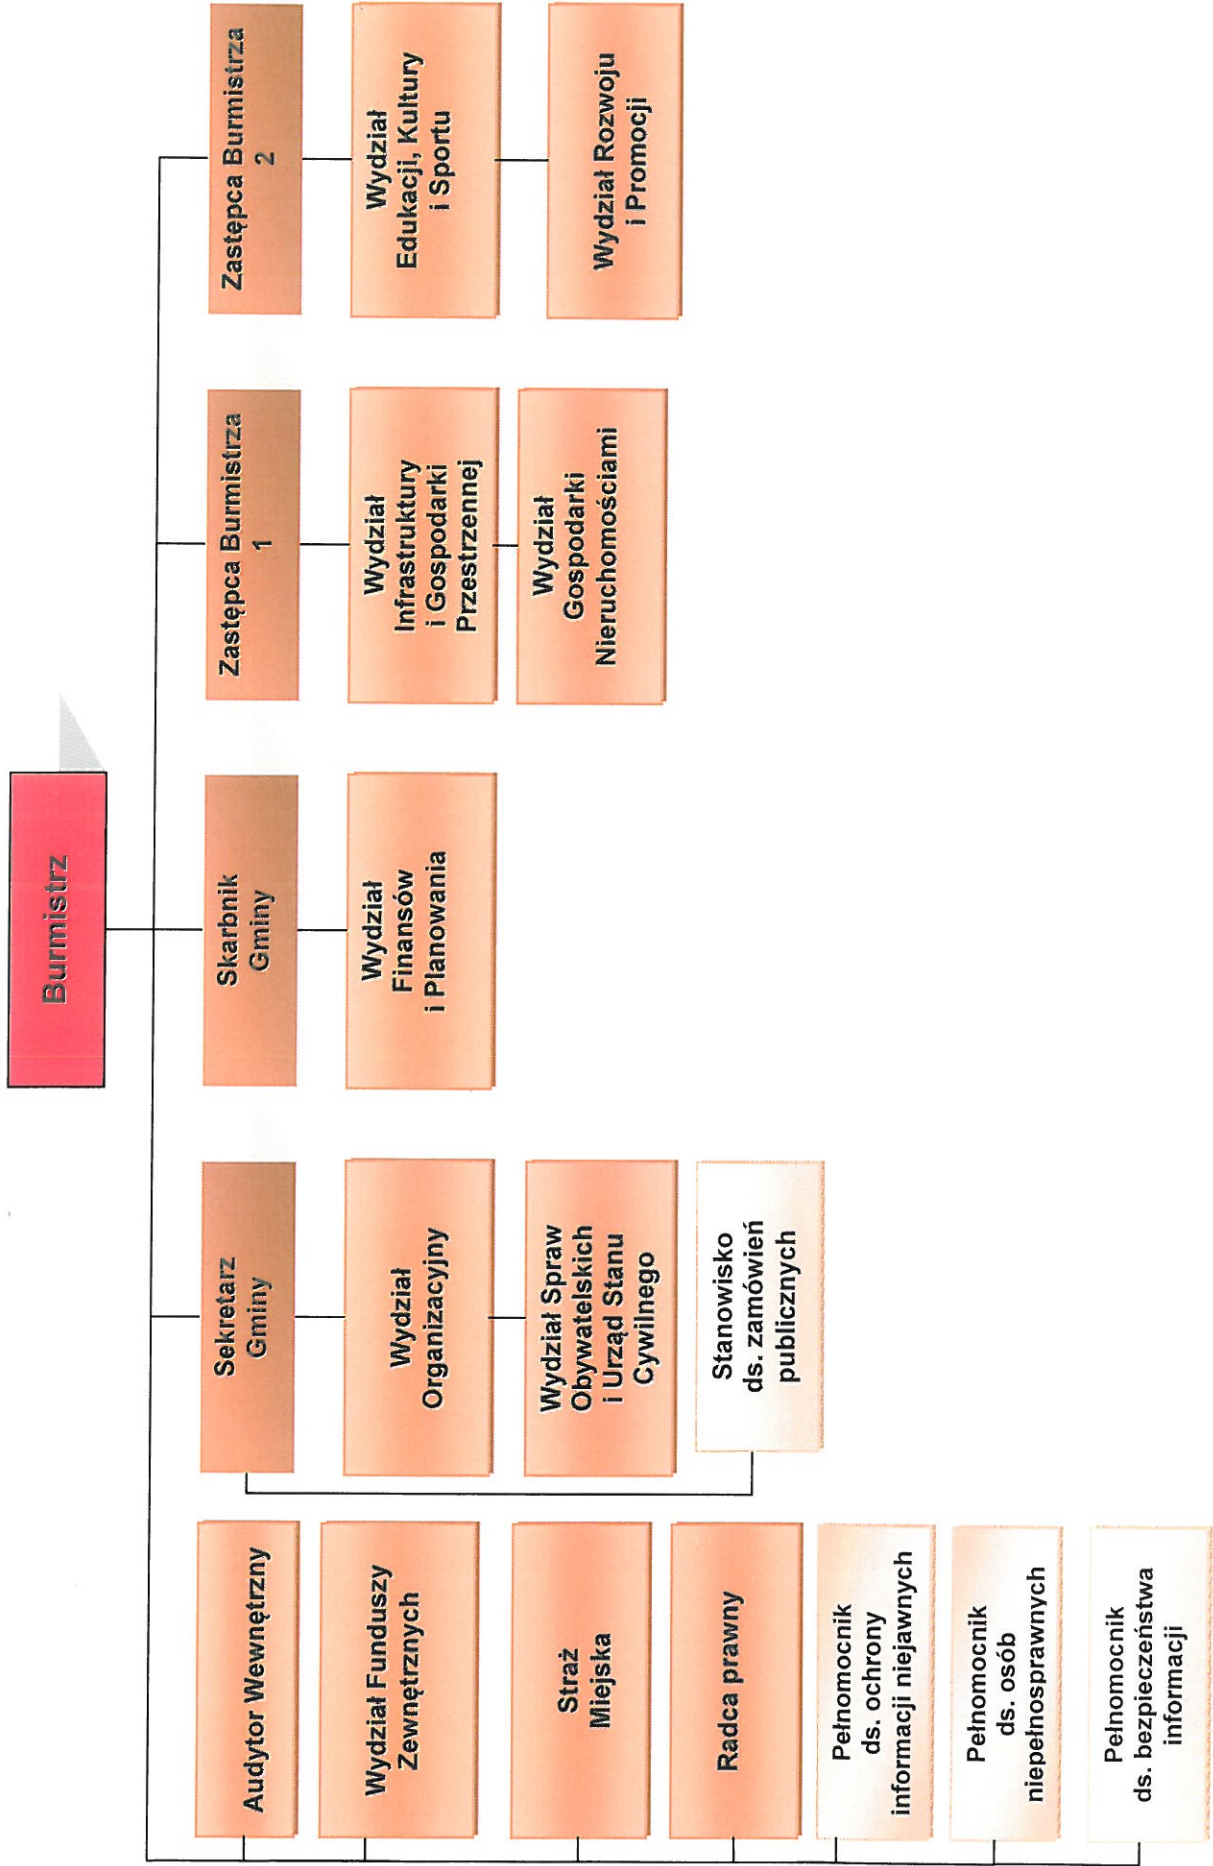 Burmistrz
Audytor Wewnętrzny
Wydział Funduszy
Zewnętrznych
Straż
Miejska
Radca prawny
Pełnomocnik
ds. ochrony
informacji niejawnych
Pełnomocnik
ds. osób
niepełnosprawnych
Pełnomocnik
ds. bezpieczeństwa
informacji
Sekretarz
Gminy
Wydział
Organizacyjny
Wydział Spraw
Obywatelskich
i Urząd Stanu
Cywilnego
Stanowisko
ds. zamówień
publicznych
Skarbnik
Gminy
Wydział
Finansów
i Planowania
Zastępca Burmistrza
1
Wydział
Infrastruktury
i Gospodarki
Przestrzennej
Wydział
Gospodarki
Nieruchomościami
Zastępca Burmistrza
2
Wydział
Edukacji, Kultury
i Sportu
Wydział Rozwoju
i Promocji